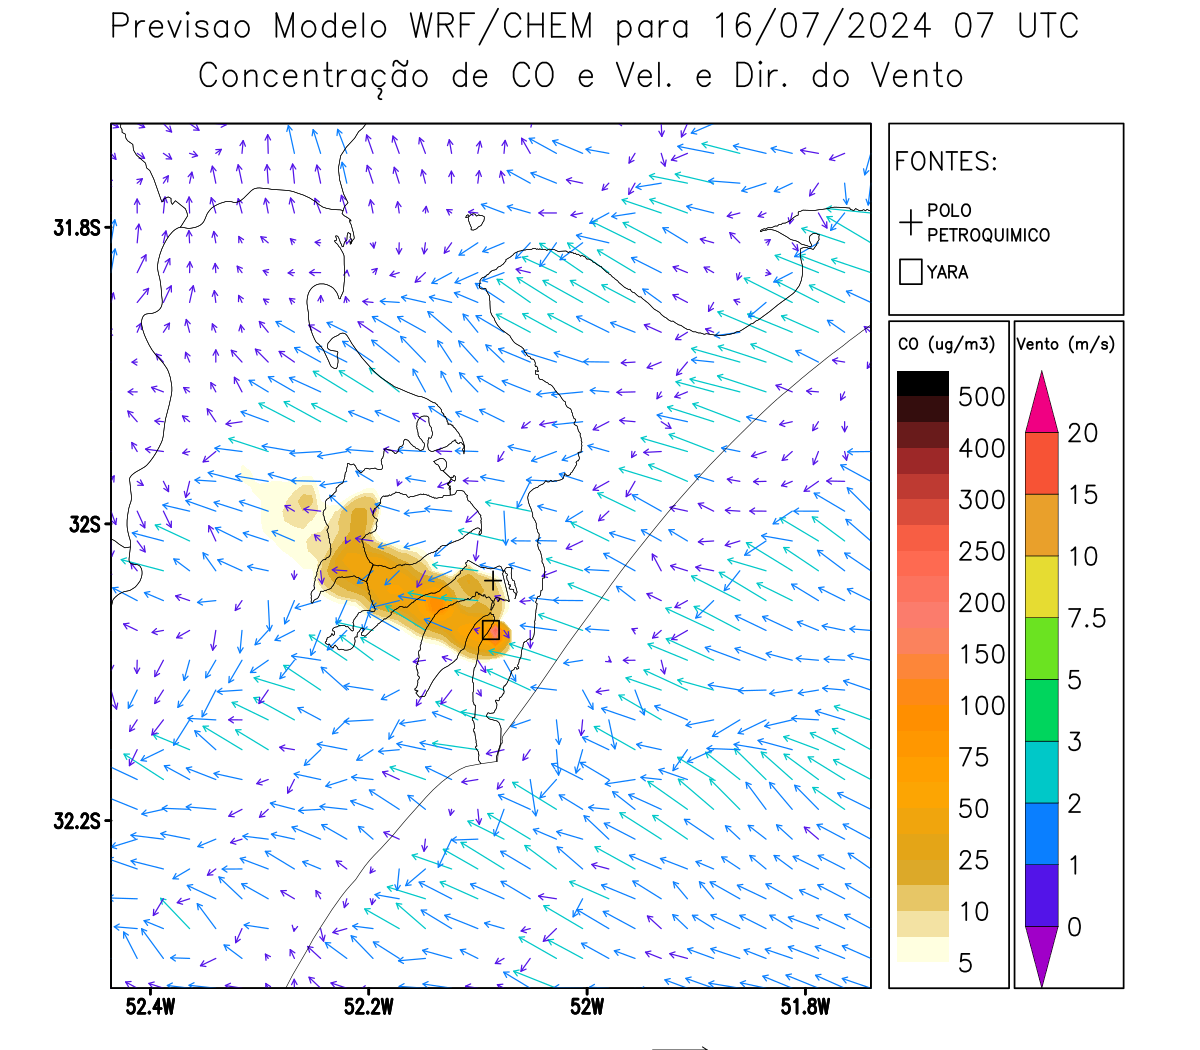 Previsao Modelo WRF/CHEM para 16/07/2024 07 UTC
Concentração de CO e Vel. e Dir. do Vento
FONTES:
POLO
PETROQUIMICO
YARA
CO (ug/m3)
500
400
300
250
200
150
100
75
50
25
10
5
Vento (m/s)
20
15
10
7.5
5
3
2
1
0
31.8S
32S
32.2S
52.4W
52.2W
52W
51.8W